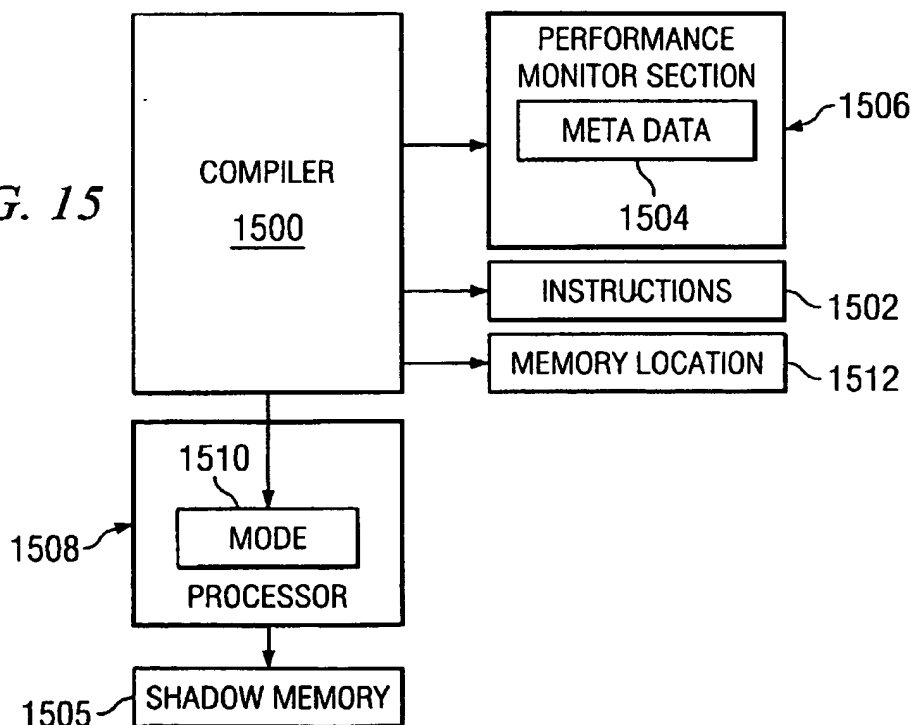 G. 15
COMPILER
1500
PERFORMANCE
MONITOR SECTION
META DATA
1504
1506
INSTRUCTIONS
1502
MEMORY LOCATION
1512
1510
MODE
PROCESSOR
1508
SHADOW MEMORY
1505